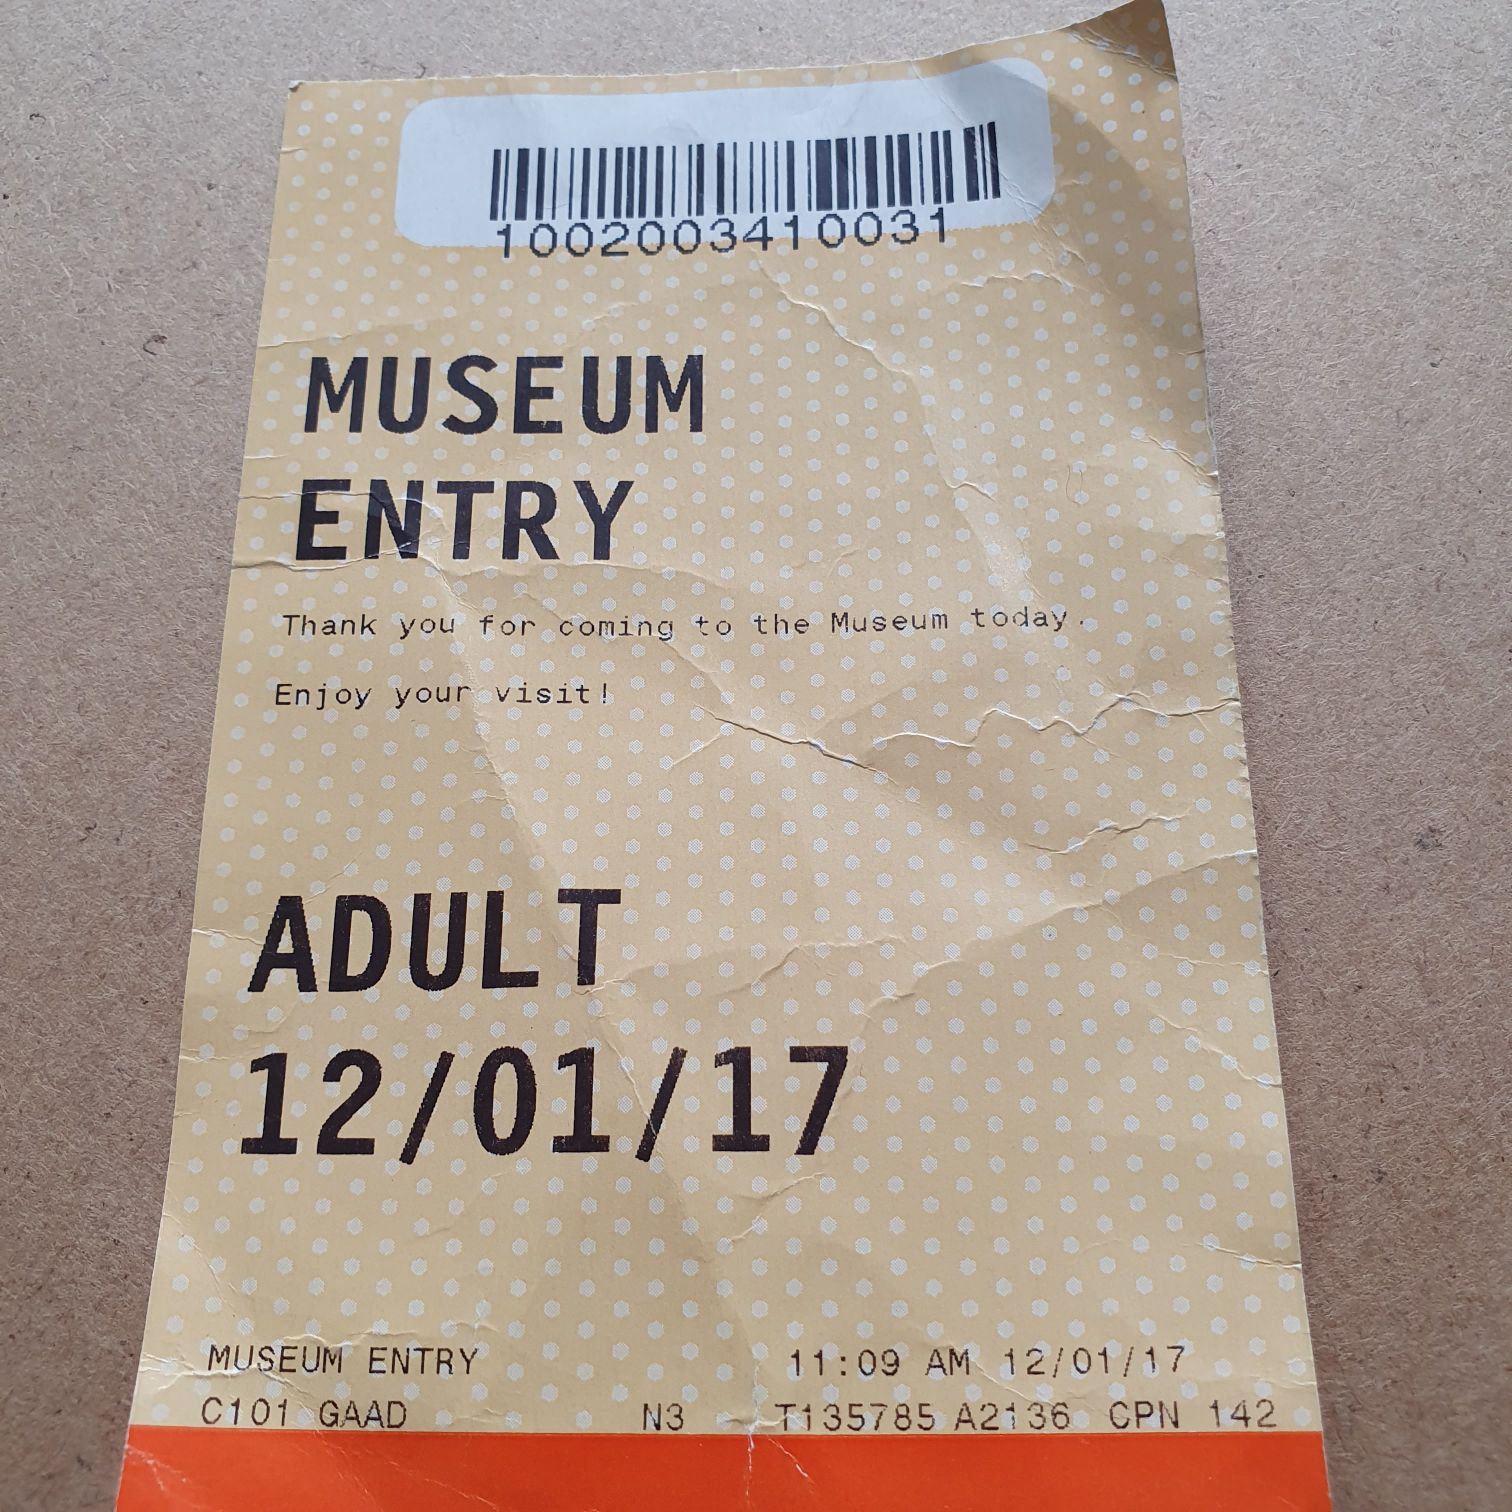 1002003410031
MUSEUM
ENTRY
Thank you for coming to the Museum today.
Enjoy your visit!
ADULT
12/01/17
MUSEUM ENTRY 11:09 AM 12/01/17
C101 GAAD N3 T135785 A2136 CPN 142